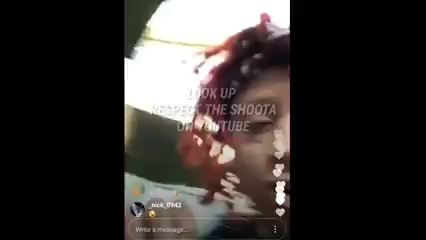 LOOK UP
RESPECT THE SHOOTA
ON YOUTUBE
_nick_0942
Write a message...